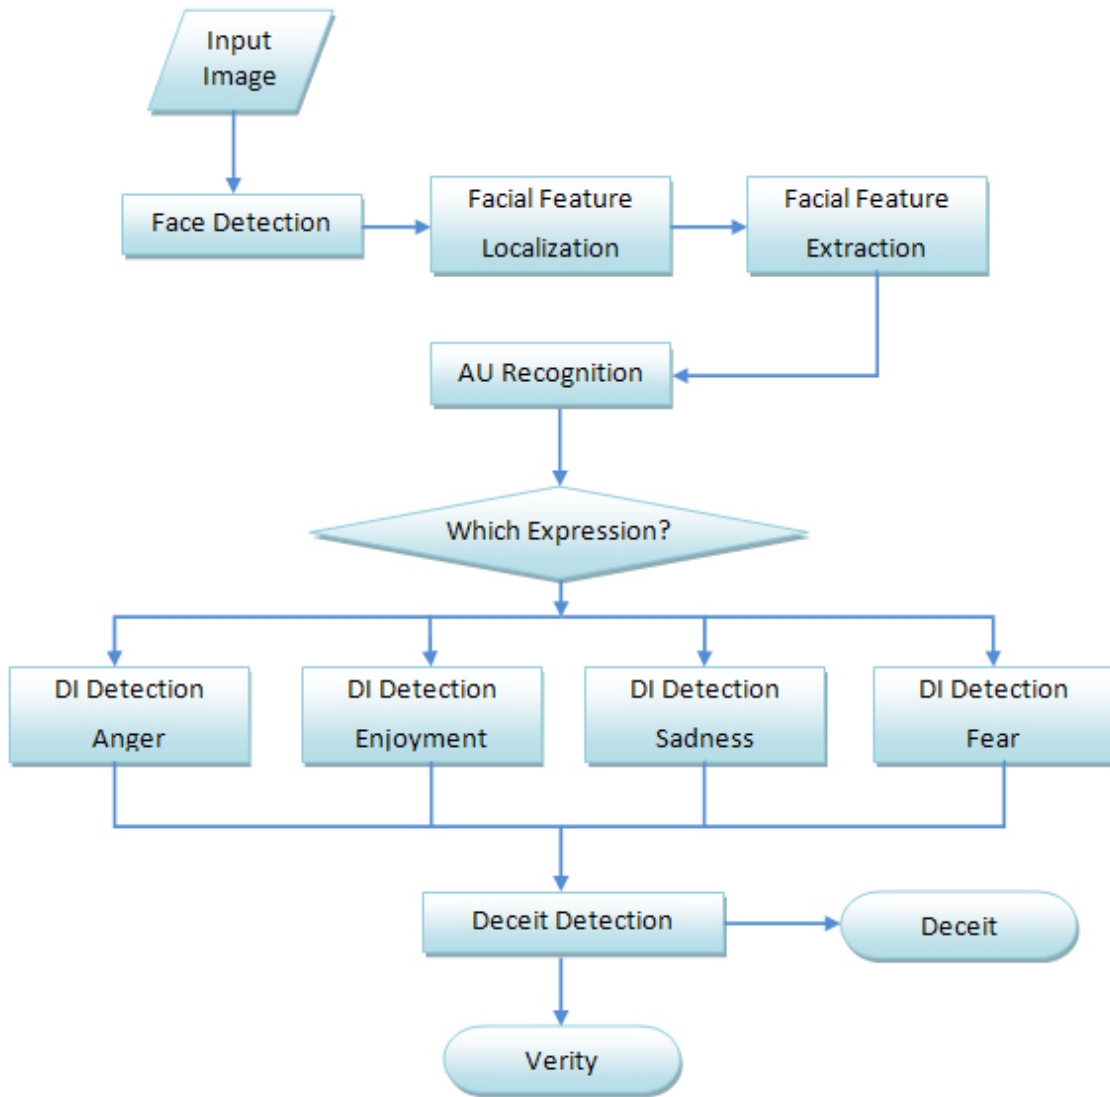 Input
Image
Face Detection
Facial Feature
Localization
Facial Feature
Extraction
AU Recognition
Which Expression?
DI Detection
Anger
DI Detection
Enjoyment
DI Detection
Sadness
DI Detection
Fear
Deceit Detection
Deceit
Verity